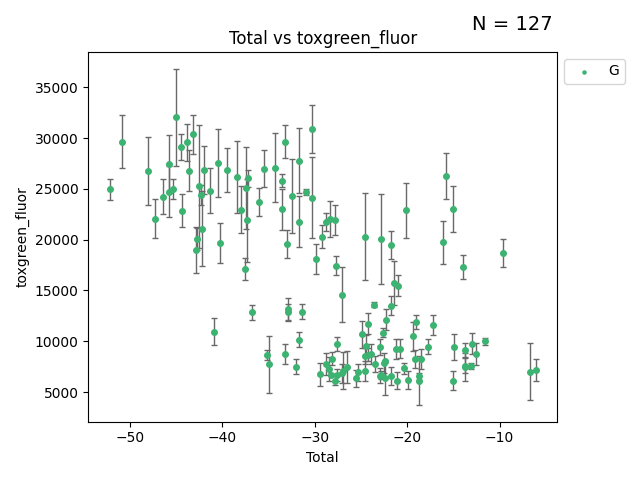 N = 127
Total vs toxgreen_fluor
G
toxgreen_fluor
35000
30000
25000
20000
15000
10000
5000
−50 −40 −30 −20 −10
Total